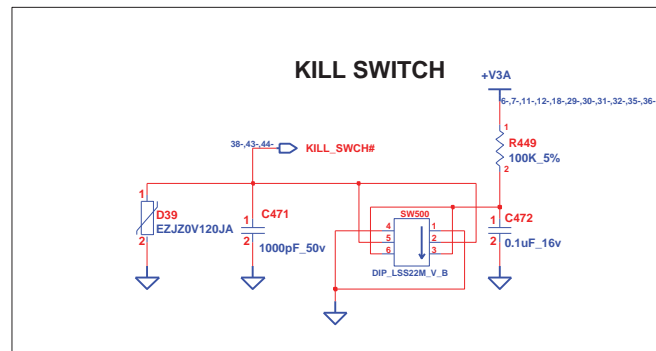 KILL SWITCH
+V3A
6-,7-,11-,12-,18-,29-,30-,31-,32-,35-,36-
1
R449
100K_5%
2
38-,43-,44-
KILL_SWCH#
1
D39
EZJZ0V120JA
2
1
C471
2
1000pF_50v
SW500
4
1
5
2
6
3
DIP_LSS22M_V_B
1
C472
2
0.1uF_16v